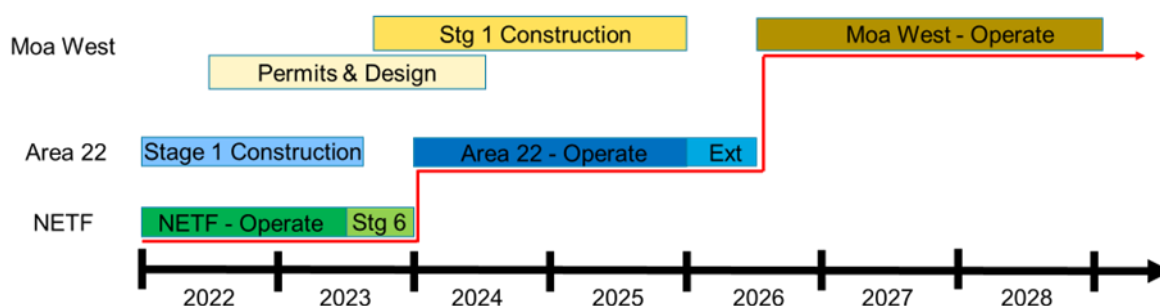 Moa West
Stg 1 Construction
Moa West - Operate
Permits & Design
Area 22
Stage 1 Construction
Area 22 - Operate
Ext
NETF
NETF - Operate
Stg 6
2022
2023
2024
2025
2026
2027
2028